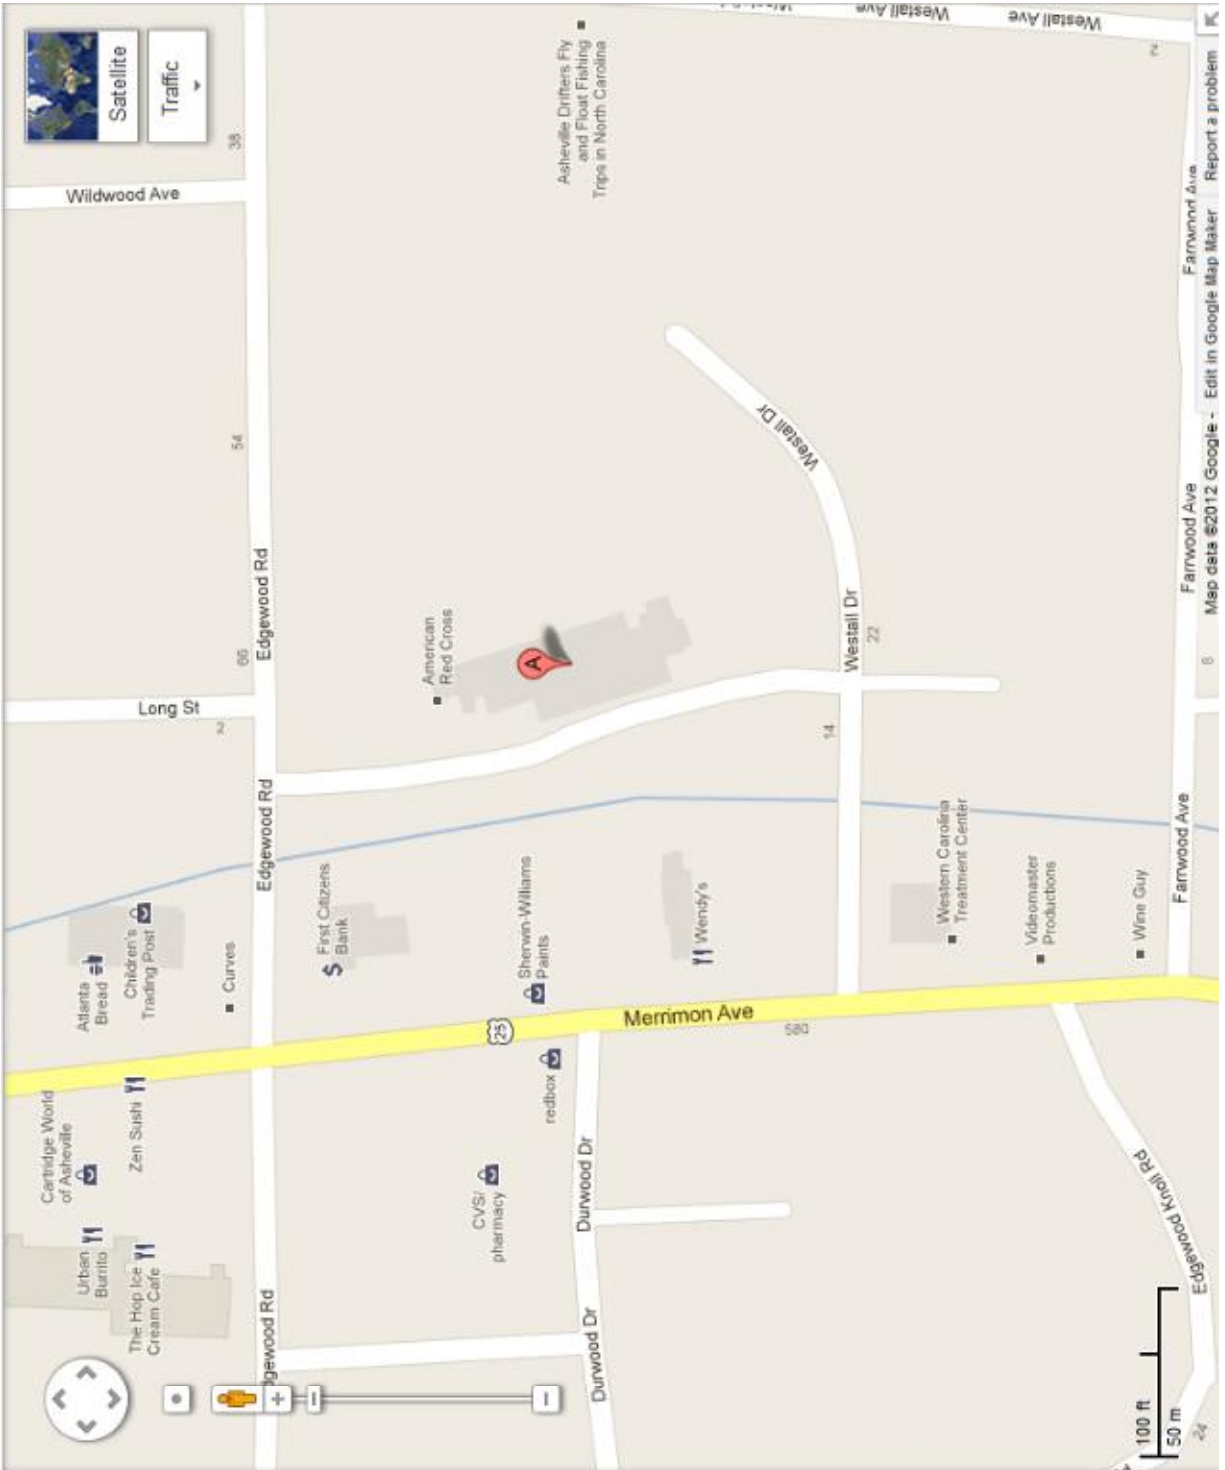 Urban
Burrito
Cartridge World
of Asheville
Atlanta
Bread
Wildwood Ave
Satellite
The Hop Ice
Cream Cafe
Zen Sushi
Children's
Trading Post
Long St
Traffic
2
Curves
66
54
38
dgewood Rd
Edgewood Rd
Edgewood Rd
First Citizens
Bank
American
Red Cross
CVS/
pharmacy
25
Sherwin-Williams
Paints
A
redbox
Asheville Drifters Fly
and Float Fishing
Trips in North Carolina
Durwood Dr
Durwood Dr
Merrimon Ave
Wendy's
580
Westall Dr
14
Westall Dr
22
Western Carolina
Treatment Center
Westall Ave
Westall Ave
Videomaster
Productions
Wine Guy
2
Edgewood Knoll Rd
100 ft
50 m
24
Farrwood Ave
Farrwood Ave
Farrwood Ave
8
Map data ©2012 Google - Edit in Google Map Maker Report a problem